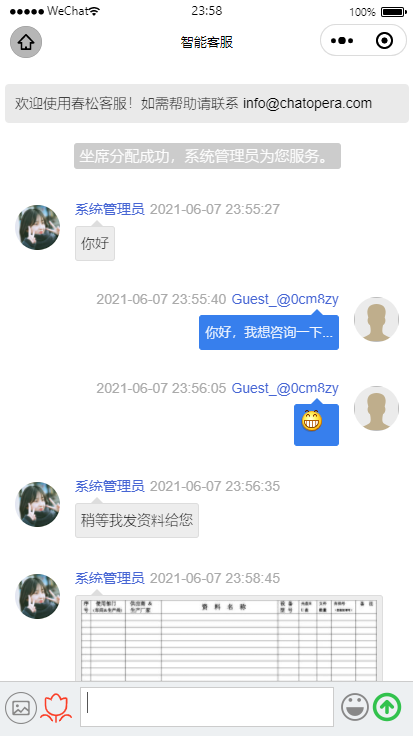 WeChat 23:58 100%
智能客服
欢迎使用春松客服！如需帮助请联系 info@chatopera.com
坐席分配成功，系统管理员为您服务。
系统管理员 2021-06-07 23:55:27
你好
2021-06-07 23:55:40 Guest_@0cm8zy
你好，我想咨询一下...
2021-06-07 23:56:05 Guest_@0cm8zy
系统管理员 2021-06-07 23:56:35
稍等我发资料给您
系统管理员 2021-06-07 23:58:45
资 料 名 称